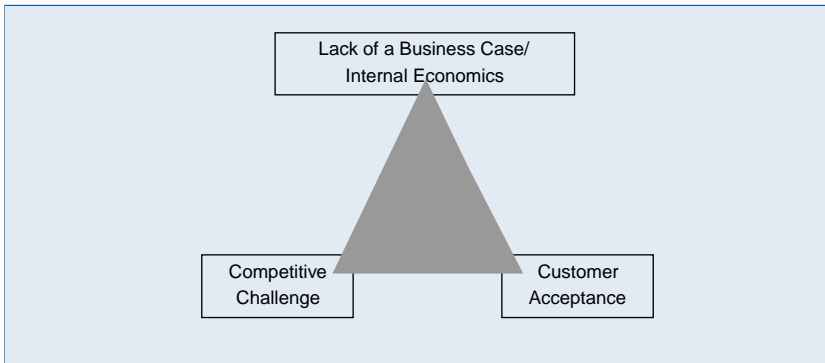 Lack of a Business Case/
Internal Economics
Competitive
Challenge
Customer
Acceptance